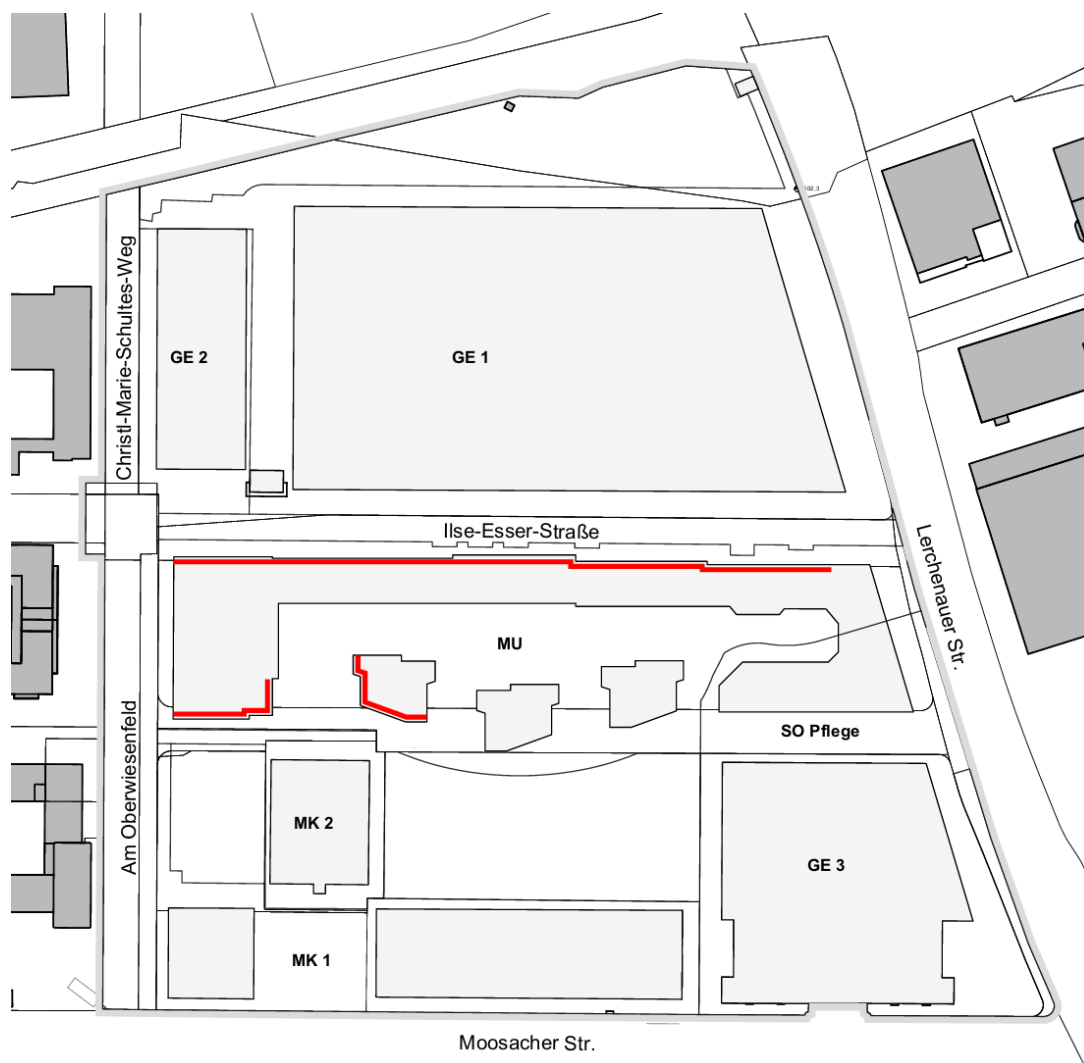 Christl-Marie-Schultes-Weg
GE 2
GE 1
Ilse-Esser-Straße
Lerchenauer Str.
MU
SO Pflege
Am Oberwiesenfeld
MK 2
GE 3
MK 1
Moosacher Str.